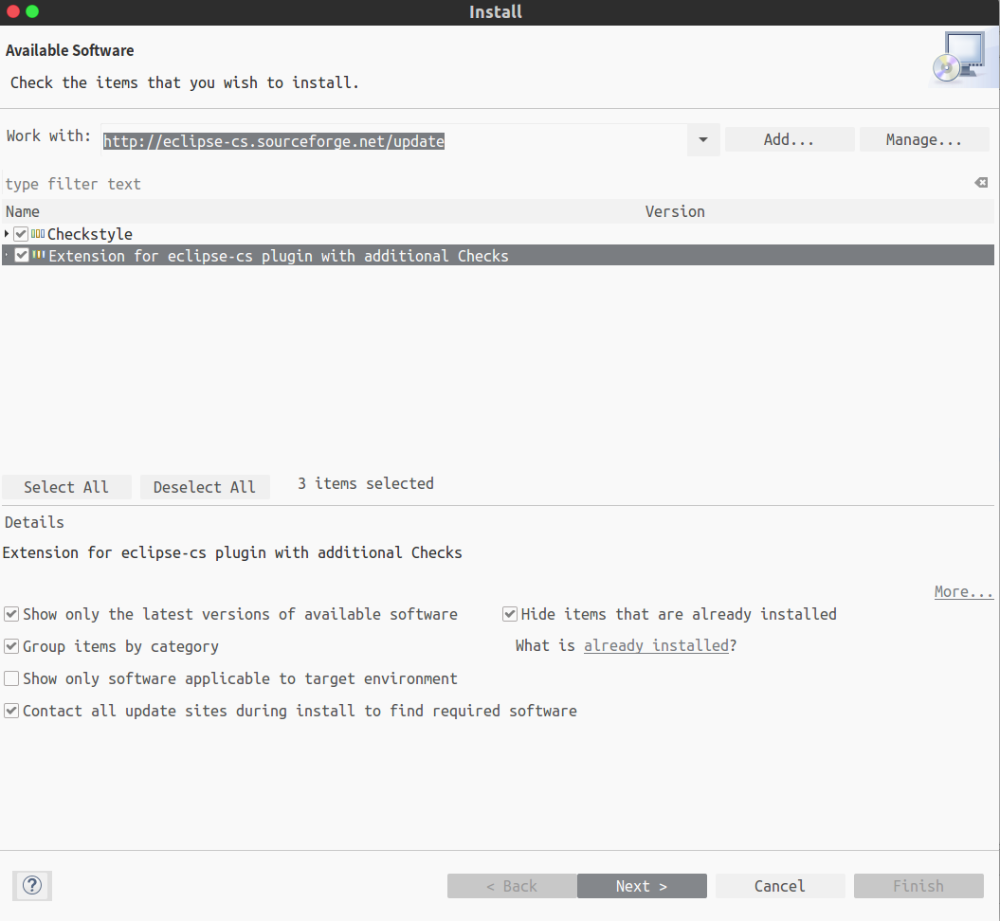 Install
Available Software
Check the items that you wish to install.
Work with: http://eclipse-cs.sourceforge.net/update Add... Manage...
type filter text
Name Version
Checkstyle
Extension for eclipse-cs plugin with additional Checks
Select All Deselect All 3 items selected
Details
Extension for eclipse-cs plugin with additional Checks
More...
Show only the latest versions of available software Hide items that are already installed
Group items by category What is already installed?
Show only software applicable to target environment
Contact all update sites during install to find required software
? < Back Next > Cancel Finish